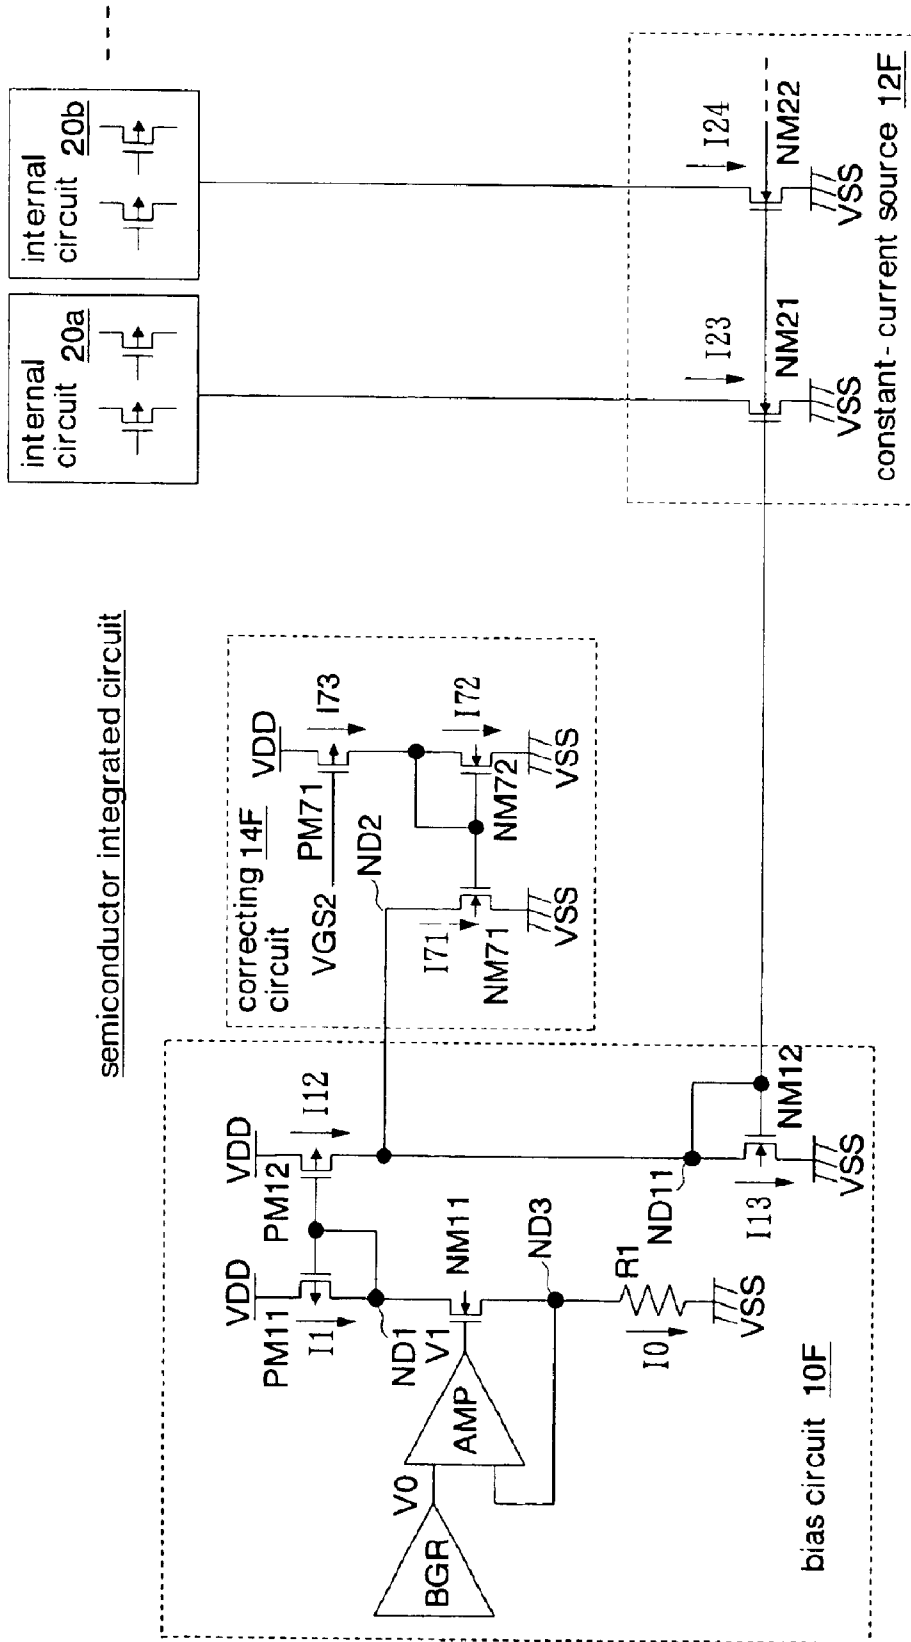 semiconductor integrated circuit
bias circuit 10F
BGR
V0
AMP
VDD
PM11
I1
ND1
V1
NM11
ND3
R1
I0
VSS
VDD
PM12
I12
ND11
I13
NM12
VSS
correcting 14F
circuit
VGS2
VDD
PM71
I73
ND2
I71
NM71
VSS
I72
NM72
VSS
internal
circuit 20a
internal
circuit 20b
I23
NM21
VSS
I24
NM22
VSS
constant-current source 12F